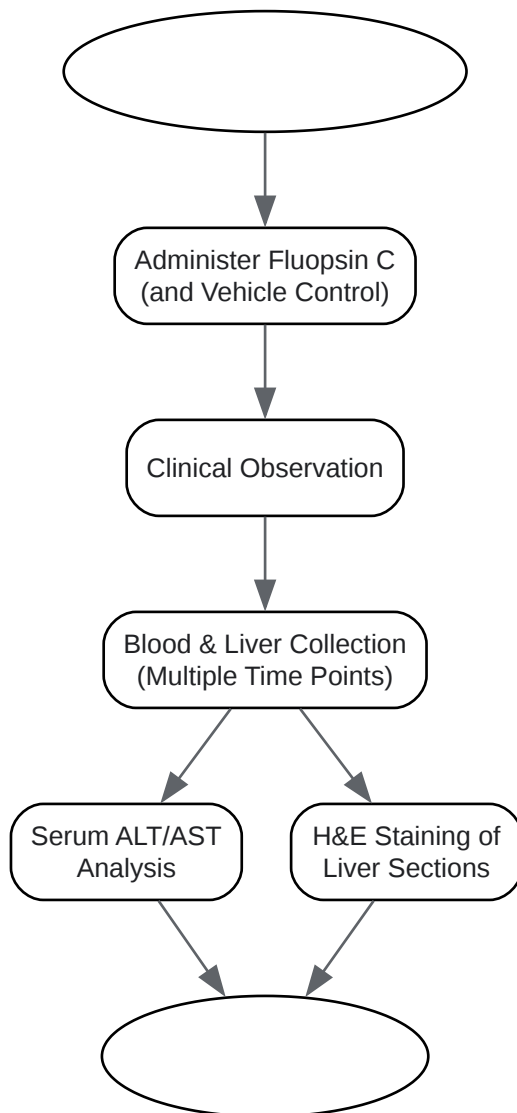 Administer Fluopsin C
(and Vehicle Control)
Clinical Observation
Blood & Liver Collection
(Multiple Time Points)
Serum ALT/AST
Analysis
H&E Staining of
Liver Sections